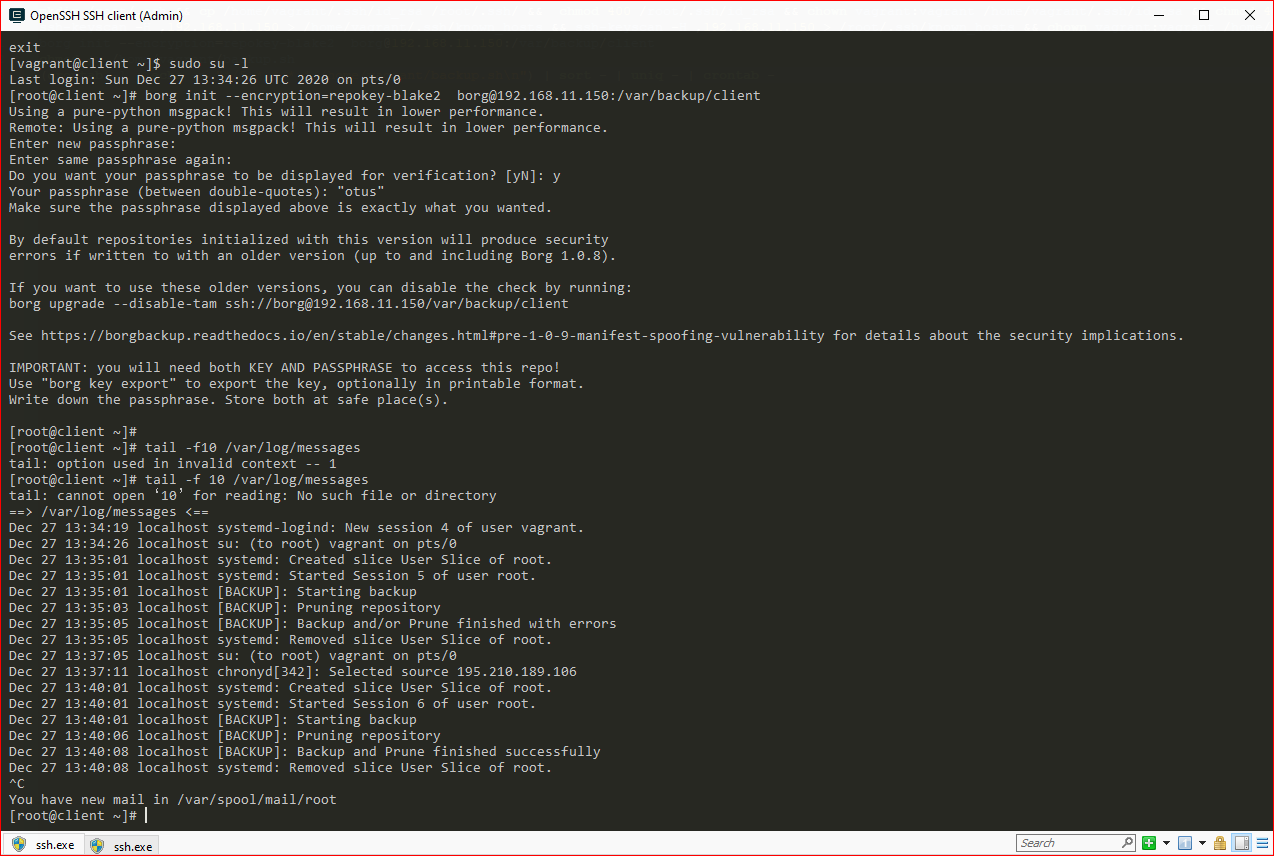 OpenSSH SSH client (Admin)
exit
[vagrant@client ~]$ sudo su -l
Last login: Sun Dec 27 13:34:26 UTC 2020 on pts/0
[root@client ~]# borg init --encryption=repokey-blake2  borg@192.168.11.150:/var/backup/client
Using a pure-python msgpack! This will result in lower performance.
Remote: Using a pure-python msgpack! This will result in lower performance.
Enter new passphrase:
Enter same passphrase again:
Do you want your passphrase to be displayed for verification? [yN]: y
Your passphrase (between double-quotes): "otus"
Make sure the passphrase displayed above is exactly what you wanted.

By default repositories initialized with this version will produce security
errors if written to with an older version (up to and including Borg 1.0.8).

If you want to use these older versions, you can disable the check by running:
borg upgrade --disable-tam ssh://borg@192.168.11.150/var/backup/client

See https://borgbackup.readthedocs.io/en/stable/changes.html#pre-1-0-9-manifest-spoofing-vulnerability for details about the security implications.

IMPORTANT: you will need both KEY AND PASSPHRASE to access this repo!
Use "borg key export" to export the key, optionally in printable format.
Write down the passphrase. Store both at safe place(s).

[root@client ~]#
[root@client ~]# tail -f10 /var/log/messages
tail: option used in invalid context -- 1
[root@client ~]# tail -f 10 /var/log/messages
tail: cannot open ‘10’ for reading: No such file or directory
==> /var/log/messages <==
Dec 27 13:34:19 localhost systemd-logind: New session 4 of user vagrant.
Dec 27 13:34:26 localhost su: (to root) vagrant on pts/0
Dec 27 13:35:01 localhost systemd: Created slice User Slice of root.
Dec 27 13:35:01 localhost systemd: Started Session 5 of user root.
Dec 27 13:35:01 localhost [BACKUP]: Starting backup
Dec 27 13:35:03 localhost [BACKUP]: Pruning repository
Dec 27 13:35:05 localhost [BACKUP]: Backup and/or Prune finished with errors
Dec 27 13:35:05 localhost systemd: Removed slice User Slice of root.
Dec 27 13:37:05 localhost su: (to root) vagrant on pts/0
Dec 27 13:37:11 localhost chronyd[342]: Selected source 195.210.189.106
Dec 27 13:40:01 localhost systemd: Created slice User Slice of root.
Dec 27 13:40:01 localhost systemd: Started Session 6 of user root.
Dec 27 13:40:01 localhost [BACKUP]: Starting backup
Dec 27 13:40:06 localhost [BACKUP]: Pruning repository
Dec 27 13:40:08 localhost [BACKUP]: Backup and Prune finished successfully
Dec 27 13:40:08 localhost systemd: Removed slice User Slice of root.
^C
You have new mail in /var/spool/mail/root
[root@client ~]#
ssh.exe
ssh.exe
Search